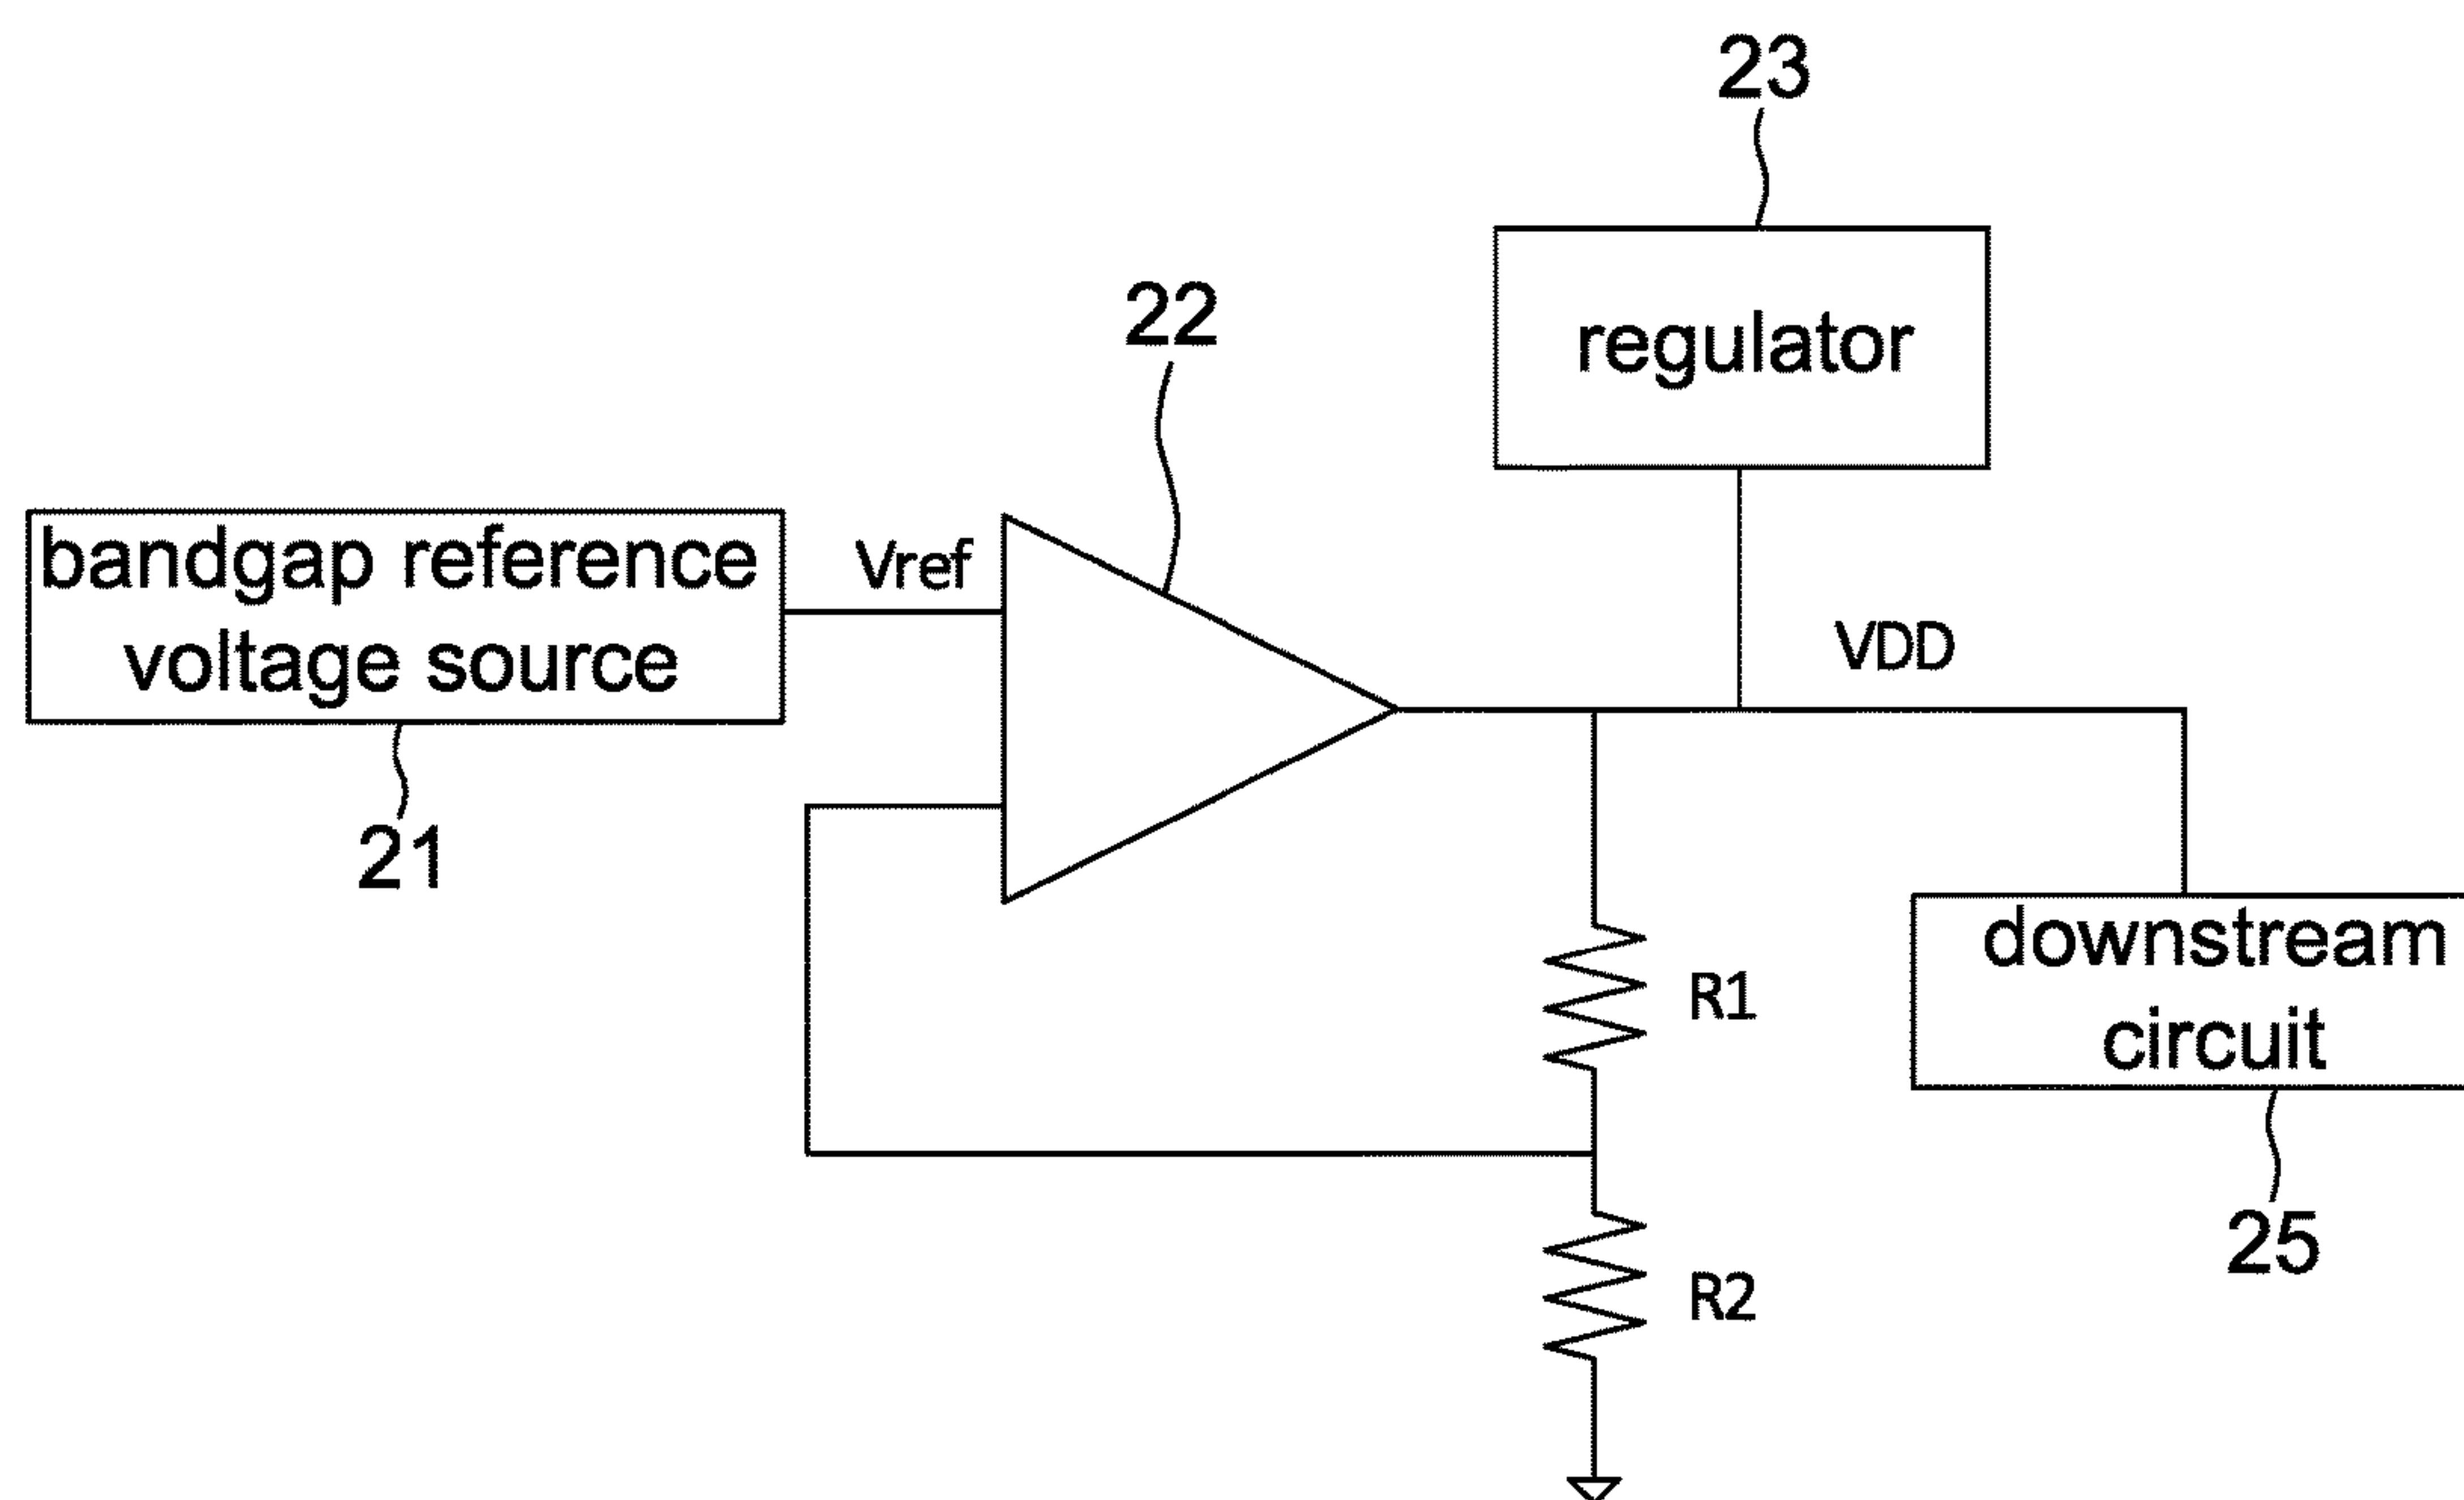 23
regulator
22
bandgap reference
voltage source
Vref
VDD
21
downstream
circuit
R1
25
R2